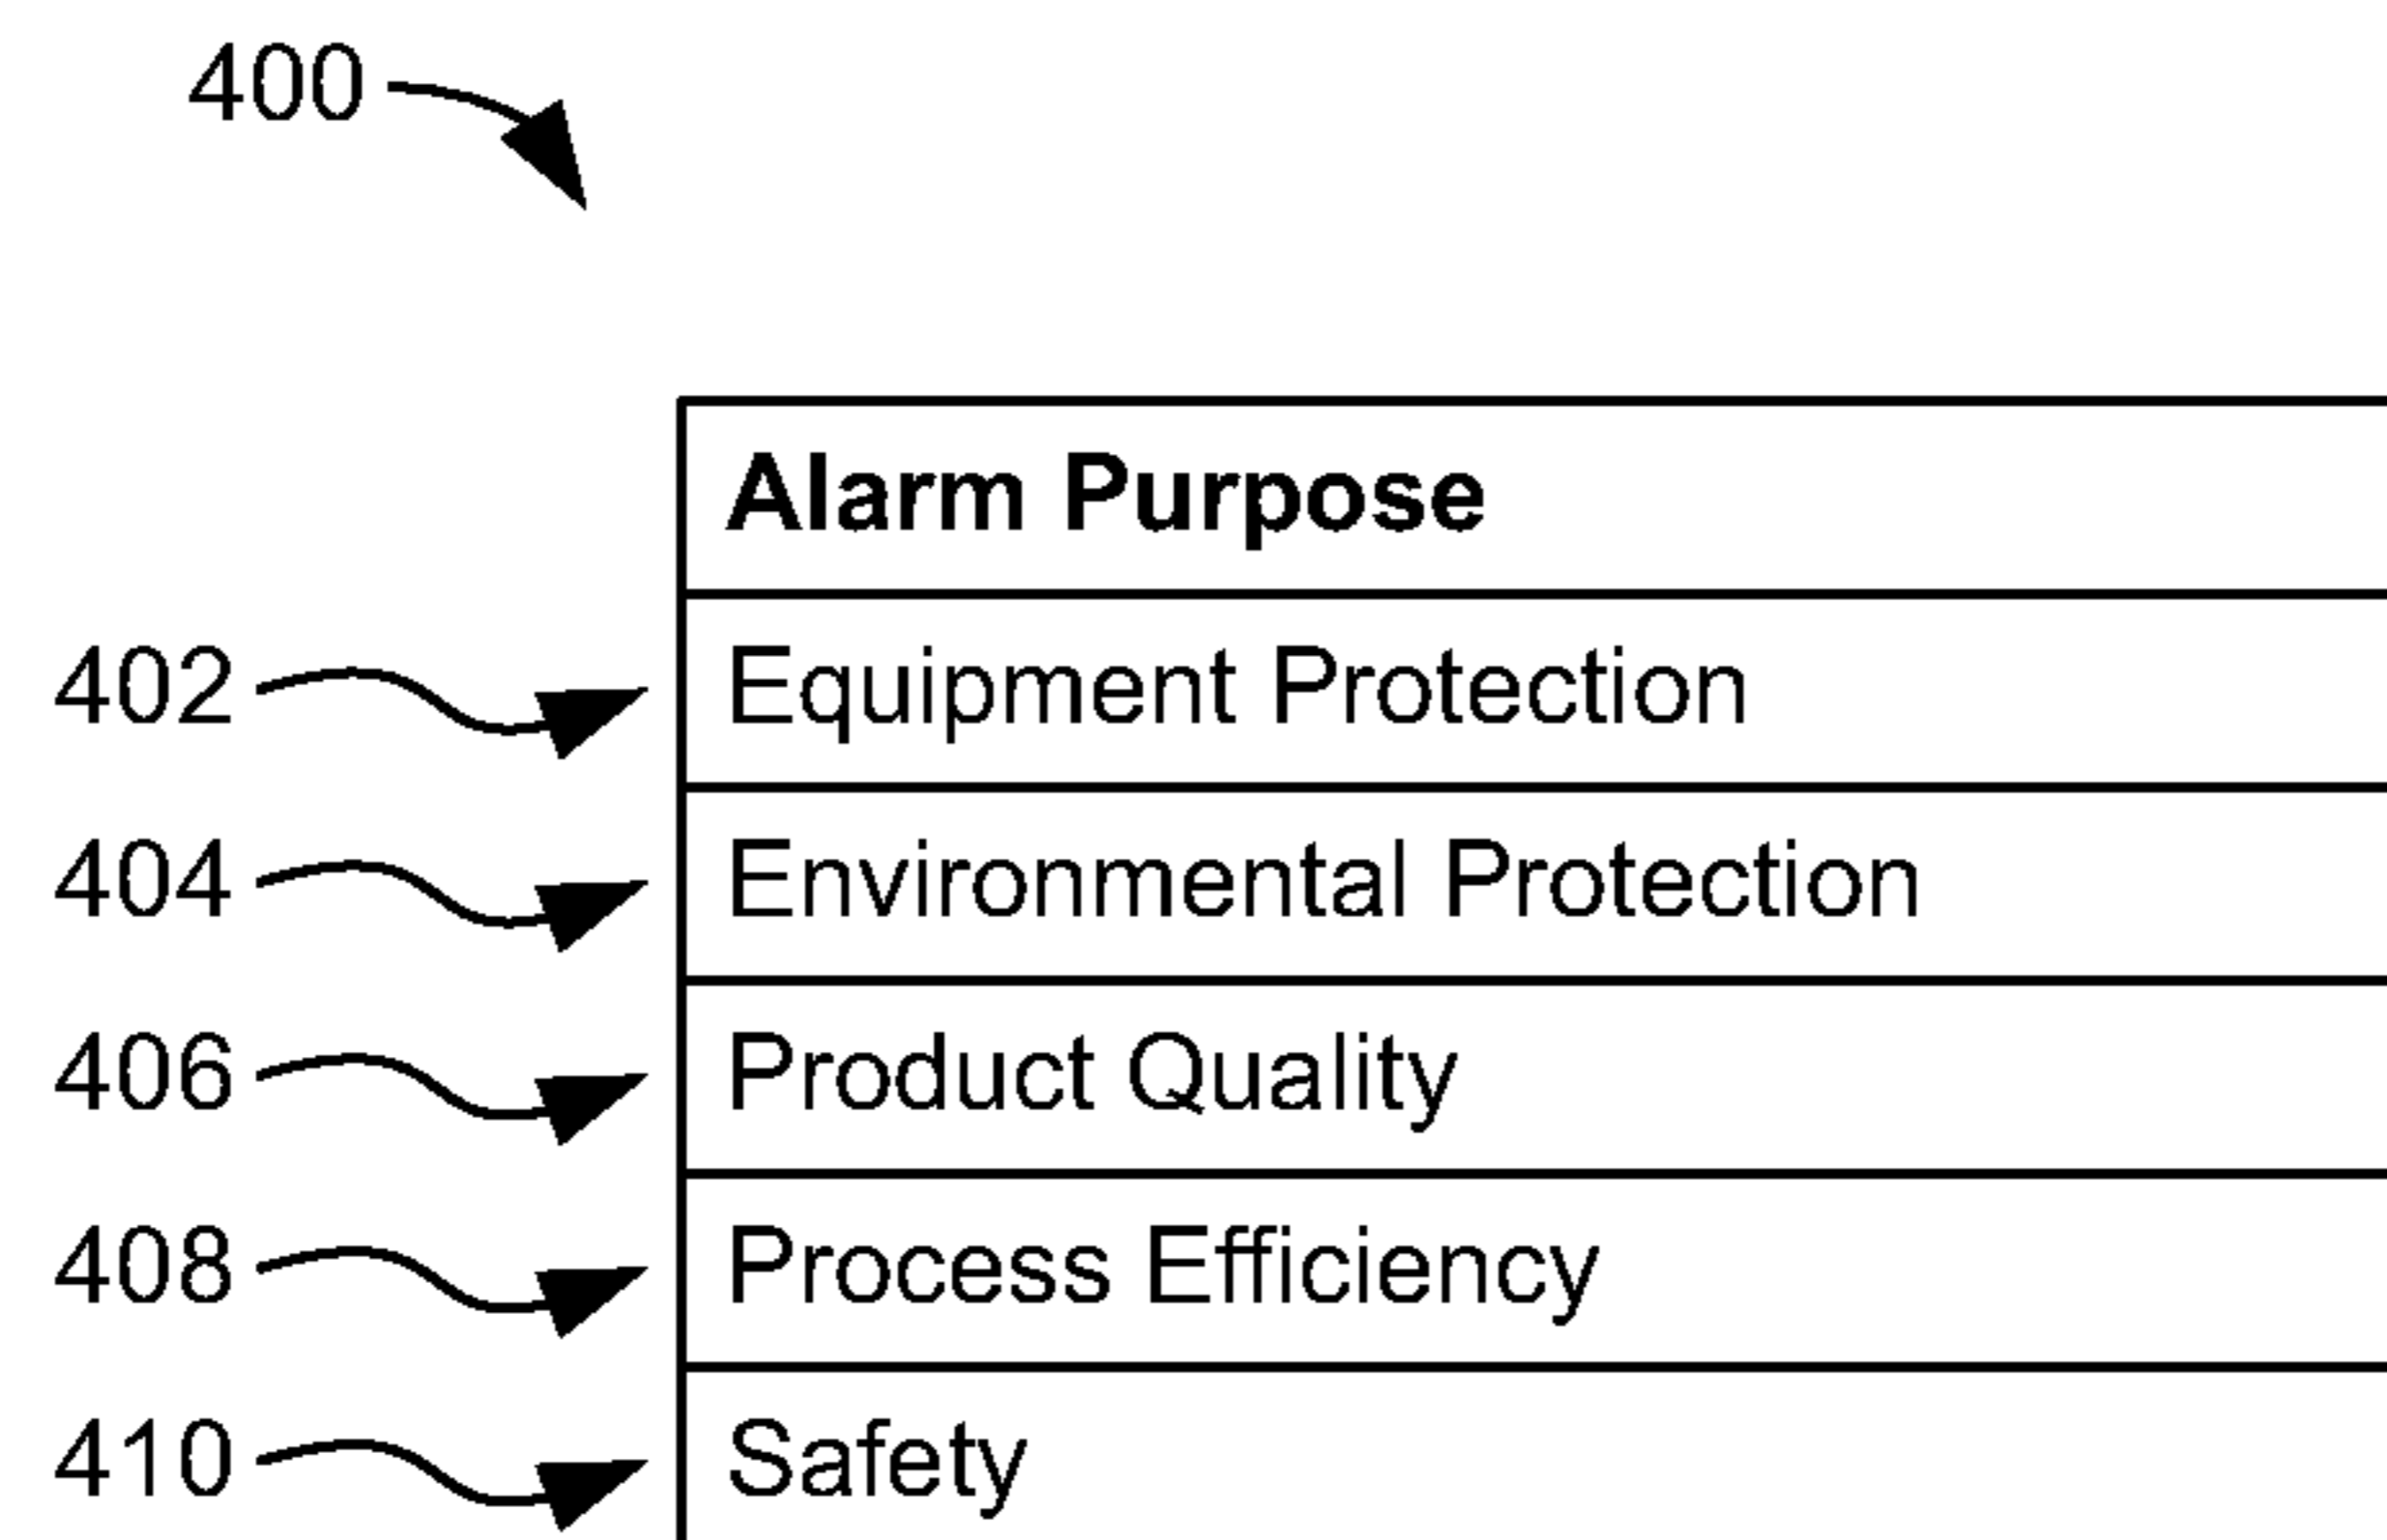 400
Alarm Purpose
402 Equipment Protection
404 Environmental Protection
406 Product Quality
408 Process Efficiency
410 Safety